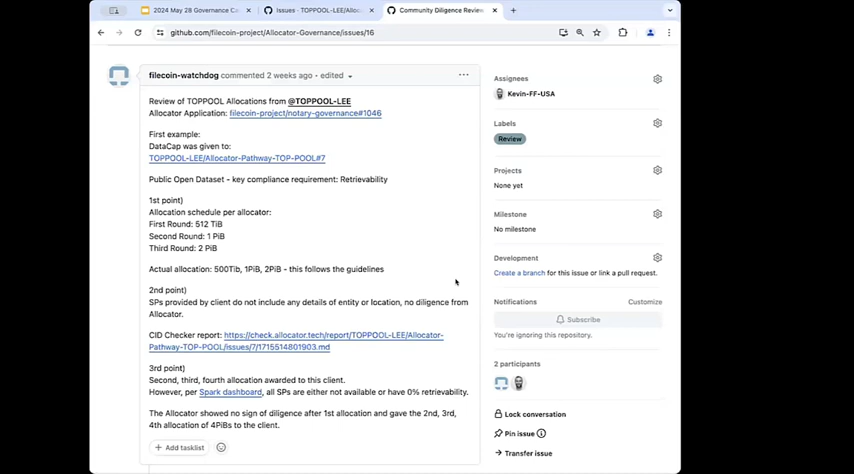 2024 May 28 Governance Ca
Issues · TOPPOOL-LEE/Alloc
Community Diligence Review
github.com/filecoin-project/Allocator-Governance/issues/16
filecoin-watchdog commented 2 weeks ago · edited
Review of TOPPOOL Allocations from @TOPPOOL-LEE
Allocator Application: filecoin-project/notary-governance#1046
First example:
DataCap was given to:
TOPPOOL-LEE/Allocator-Pathway-TOP-POOL#7
Public Open Dataset - key compliance requirement: Retrievability
1st point)
Allocation schedule per allocator:
First Round: 512 TiB
Second Round: 1 PiB
Third Round: 2 PiB
Actual allocation: 500Tib, 1PiB, 2PiB - this follows the guidelines
2nd point)
SPs provided by client do not include any details of entity or location, no diligence from
Allocator.
CID Checker report: https://check.allocator.tech/report/TOPPOOL-LEE/Allocator-
Pathway-TOP-POOL/issues/7/1715514801903.md
3rd point)
Second, third, fourth allocation awarded to this client.
However, per Spark dashboard, all SPs are either not available or have 0% retrievability.
The Allocator showed no sign of diligence after 1st allocation and gave the 2nd, 3rd,
4th allocation of 4PiBs to the client.
Add tasklist
Assignees
Kevin-FF-USA
Labels
Review
Projects
None yet
Milestone
No milestone
Development
Create a branch for this issue or link a pull request.
Notifications
Customize
Subscribe
You're ignoring this repository.
2 participants
Lock conversation
Pin issue
Transfer issue